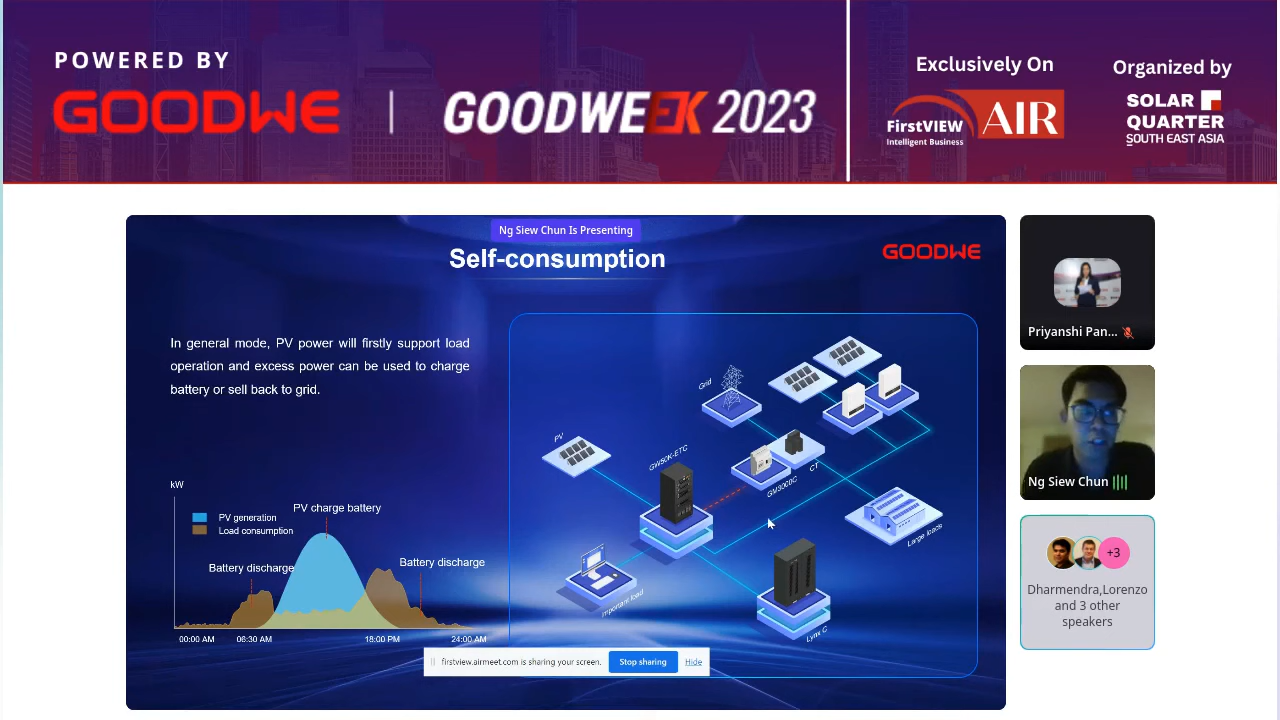 POWERED BY
GOODWE
GOODWEEK 2023
Exclusively On
FirstVIEW
Intelligent Business
AIR
Organized by
SOLAR
QUARTER
SOUTH EAST ASIA
Ng Siew Chun Is Presenting
Self-consumption
GOODWE
In general mode, PV power will firstly support load
operation and excess power can be used to charge
battery or sell back to grid.
kW
PV generation
Load consumption
PV charge battery
Battery discharge
Battery discharge
00:00 AM
06:30 AM
18:00 PM
24:00 AM
Grid
PV
GW50K-ETC
GM3000C
CT
Large loads
Important load
Lynx C
firstview.airmeet.com is sharing your screen.
Stop sharing
Hide
Priyanshi Pan...
Ng Siew Chun
+3
Dharmendra,Lorenzo
and 3 other
speakers